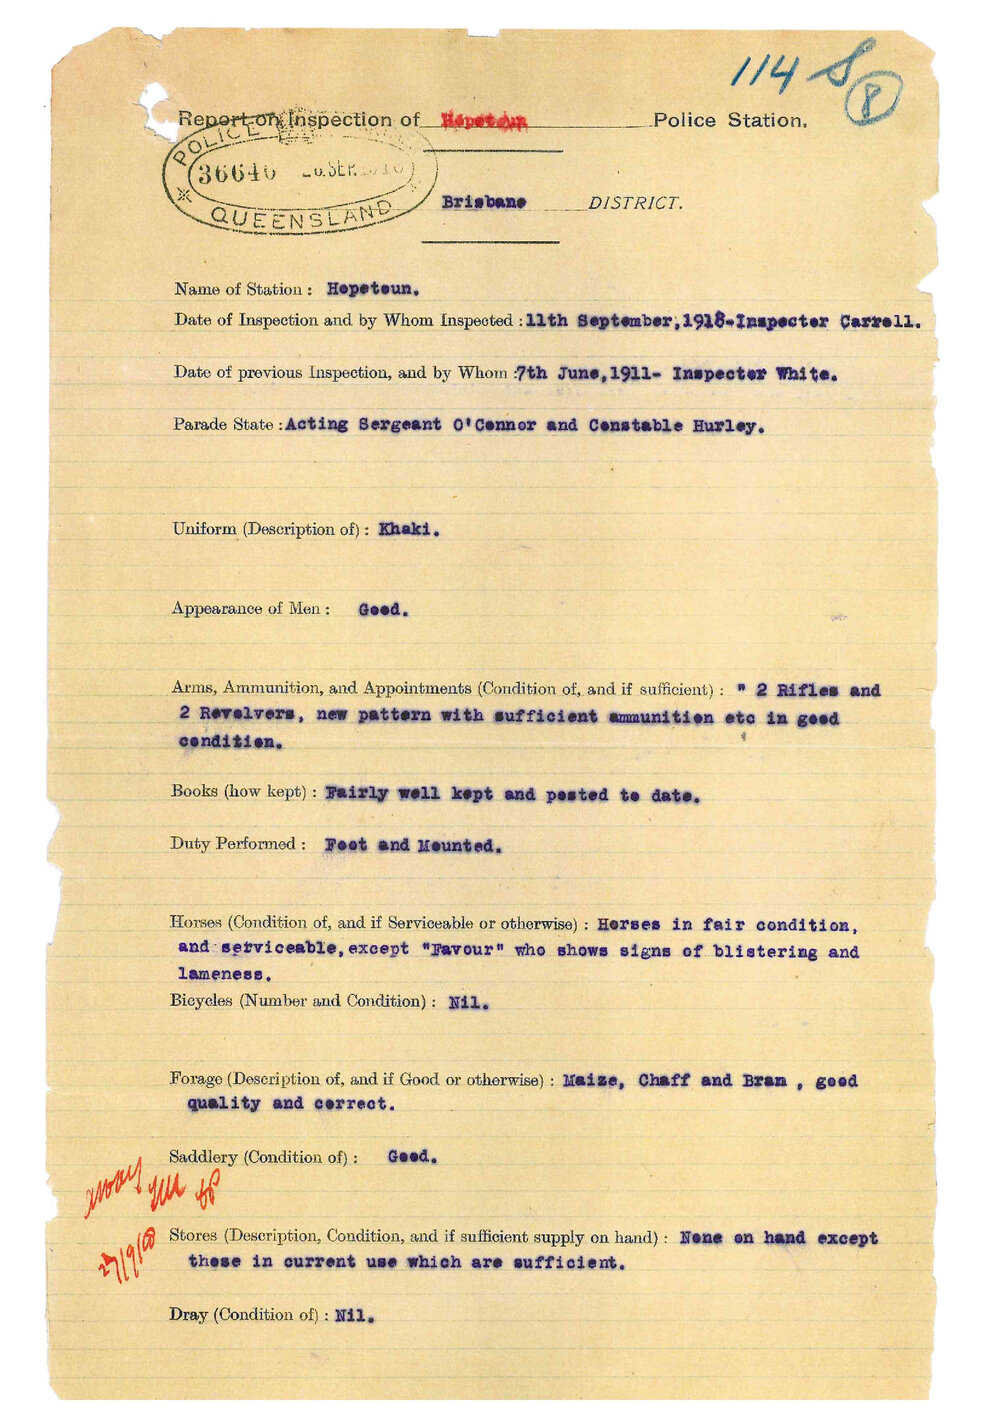 114 S
8
Report on Inspection of Hopetoun Police Station.
POLICE
36646
SEP.
QUEENSLAND
Brisbane DISTRICT.
Name of Station : Hopetoun.
Date of Inspection and by Whom Inspected : 11th September,1918-Inspector Carroll.
Date of previous Inspection, and by Whom :7th June,1911- Inspector White.
Parade State : Acting Sergeant O'Connor and Constable Hurley.
Uniform (Description of) : Khaki.
Appearance of Men : Good.
Arms, Ammunition, and Appointments (Condition of, and if sufficient) : " 2 Rifles and
2 Revolvers, new pattern with sufficient ammunition etc in good
condition.
Books (how kept) : Fairly well kept and posted to date.
Duty Performed : Foot and Mounted.
Horses (Condition of, and if Serviceable or otherwise) : Horses in fair condition,
and serviceable,except "Favour" who shows signs of blistering and
lameness.
Bicycles (Number and Condition) : Nil.
Forage (Description of, and if Good or otherwise) : Maize, Chaff and Bran , good
quality and correct.
Saddlery (Condition of) : Good.
Stores (Description, Condition, and if sufficient supply on hand) : None on hand except
those in current use which are sufficient.
Dray (Condition of) : Nil.